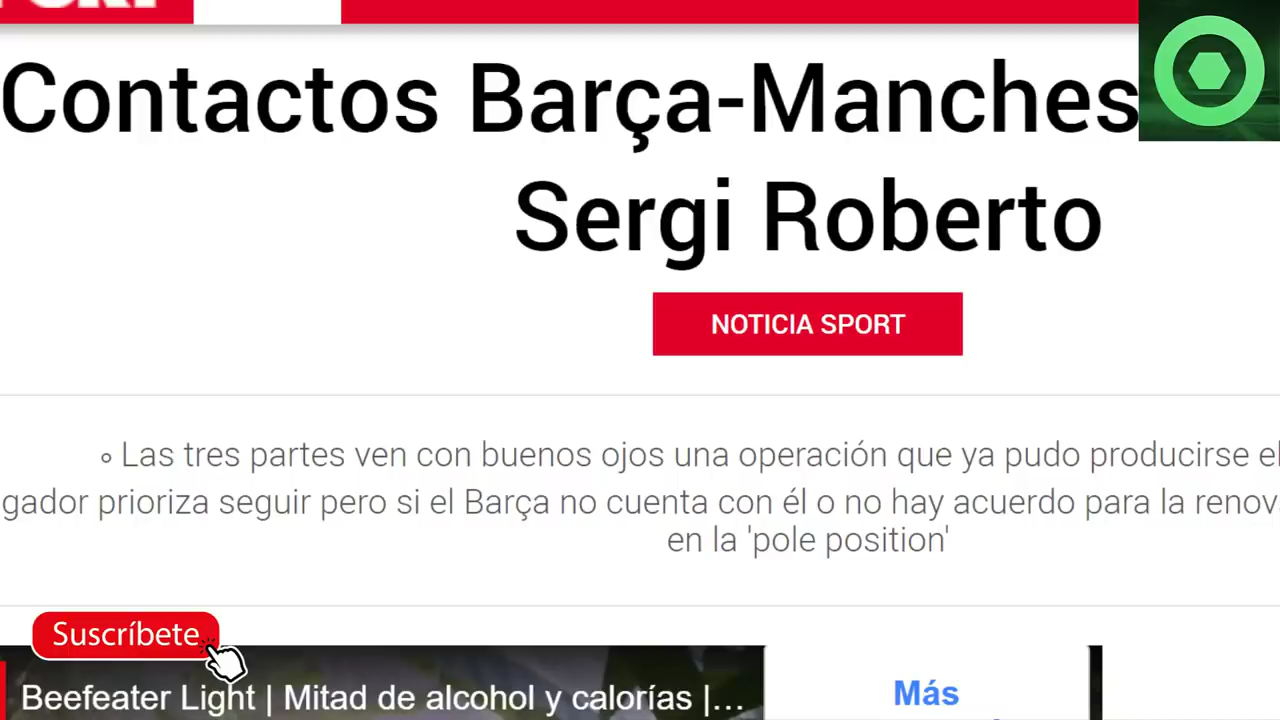 Contactos Barça-Manches
Sergi Roberto
NOTICIA SPORT
Las tres partes ven con buenos ojos una operación que ya pudo producirse el
gador prioriza seguir pero si el Barça no cuenta con él o no hay acuerdo para la renov
en la 'pole position'
Suscríbete
Beefeater Light | Mitad de alcohol y calorías |...
Más